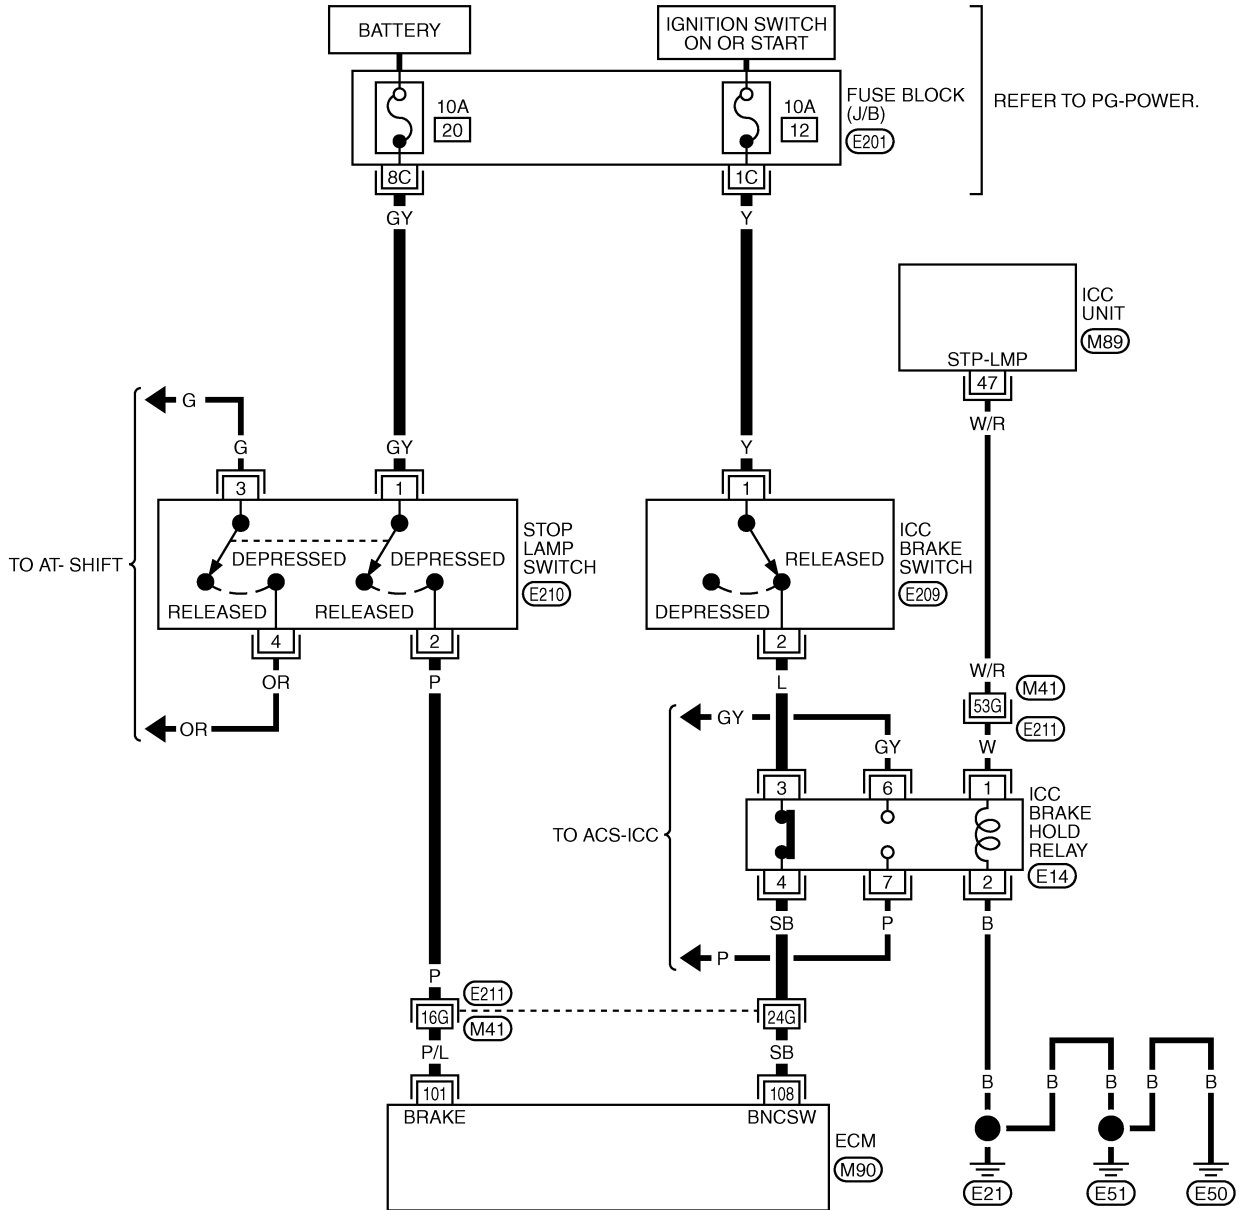 BATTERY
IGNITION SWITCH
ON OR START
10A
20
10A
12
FUSE BLOCK
(J/B)
E201
REFER TO PG-POWER.
8C
1C
GY
Y
ICC
UNIT
M89
STP-LMP
47
W/R
G
G
GY
Y
3
1
1
DEPRESSED
DEPRESSED
RELEASED
RELEASED
STOP
LAMP
SWITCH
E210
RELEASED
DEPRESSED
ICC
BRAKE
SWITCH
E209
TO AT- SHIFT
4
2
2
OR
P
L
OR
W/R
M41
53G
E211
W
GY
GY
3
6
1
ICC
BRAKE
HOLD
RELAY
E14
TO ACS-ICC
4
7
2
SB
P
B
P
P
E211
16G
M41
24G
P/L
SB
101
108
BRAKE
BNCSW
ECM
M90
B
B
B
B
B
E21
E51
E50